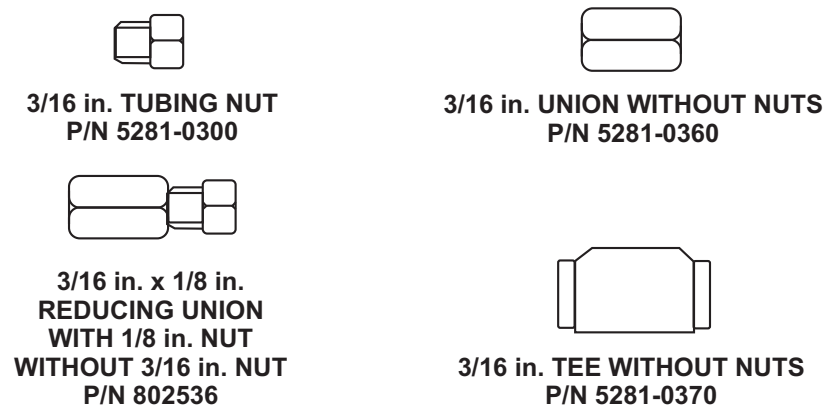 3/16 in. TUBING NUT
P/N 5281-0300
3/16 in. UNION WITHOUT NUTS
P/N 5281-0360
3/16 in. x 1/8 in.
REDUCING UNION
WITH 1/8 in. NUT
WITHOUT 3/16 in. NUT
P/N 802536
3/16 in. TEE WITHOUT NUTS
P/N 5281-0370